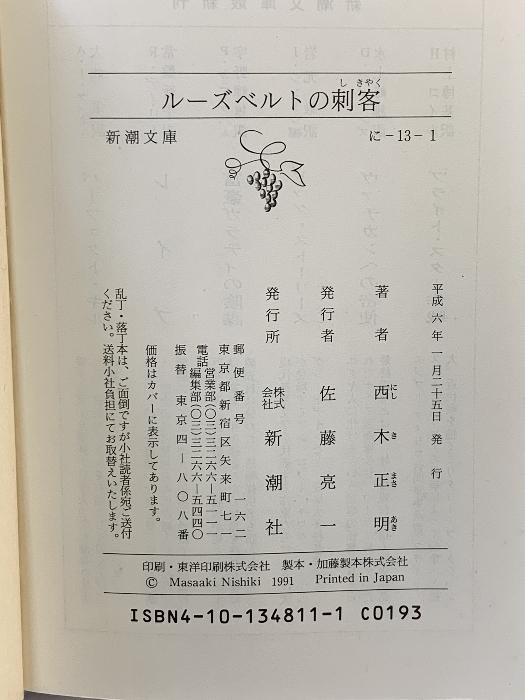 ルーズベルトの刺客
しきやく
新潮文庫
に-13-1
平成六年一月二十五日発行
著者 西木正明
にし き まさ あき
発行者 佐藤亮一
発行所 株式会社 新潮社
郵便番号 一六二
東京都新宿区矢来町七一
電話 営業部(〇三)三二六六-五一一一
編集部(〇三)三二六六-五四四〇
振替 東京四-八〇八番
価格はカバーに表示してあります。
乱丁・落丁本は、ご面倒ですが小社読者係宛ご送付
ください。送料小社負担にてお取替えいたします。
印刷・東洋印刷株式会社 製本・加藤製本株式会社
© Masaaki Nishiki 1991 Printed in Japan
ISBN4-10-134811-1 C0193